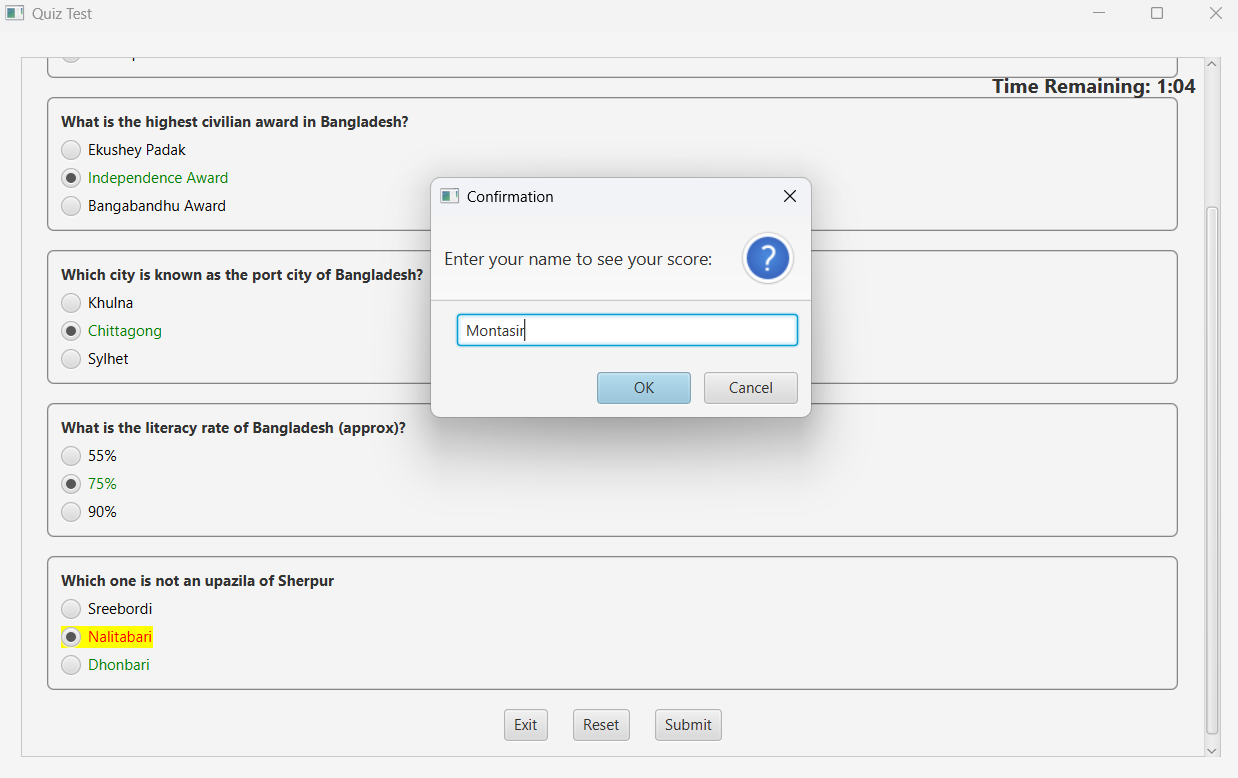 Quiz Test
Time Remaining: 1:04
What is the highest civilian award in Bangladesh?
Ekushey Padak
Independence Award
Bangabandhu Award
Confirmation
Enter your name to see your score:
?
Montasir
OK
Cancel
Which city is known as the port city of Bangladesh?
Khulna
Chittagong
Sylhet
What is the literacy rate of Bangladesh (approx)?
55%
75%
90%
Which one is not an upazila of Sherpur
Sreebordi
Nalitabari
Dhonbari
Exit
Reset
Submit